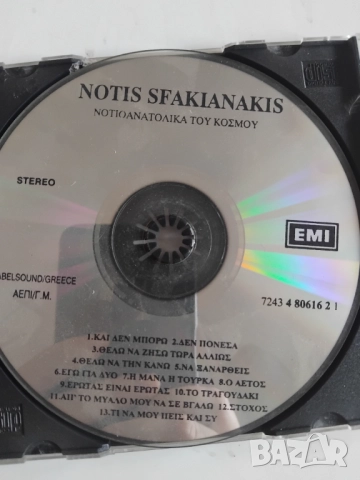 NOTIS SFAKIANAKIS
ΝΟΤΙΟΑΝΑΤΟΛΙΚΑ ΤΟΥ ΚΟΣΜΟΥ
STEREO
EMI
ABELSOUND/GREECE
ΑΕΠΙ/Γ.Μ.
7243 4 80616 2 1
1.ΚΑΙ ΔΕΝ ΜΠΟΡΩ 2.ΔΕΝ ΠΟΝΕΣΑ
3.ΘΕΛΩ ΝΑ ΖΗΣΩ ΤΩΡΑ ΑΛΛΙΩΣ
4.ΘΕΛΩ ΝΑ ΤΗΝ ΚΑΝΩ 5.ΝΑ ΞΑΝΑΡΘΕΙΣ
6.ΕΓΩ ΓΙΑ ΔΥΟ 7.Η ΜΑΝΑ Η ΤΟΥΡΚΑ 8.Ο ΑΕΤΟΣ
9.ΕΡΩΤΑΣ ΕΙΝΑΙ ΕΡΩΤΑΣ 10.ΤΟ ΤΡΑΓΟΥΔΑΚΙ
11.ΑΠ' ΤΟ ΜΥΑΛΟ ΜΟΥ ΝΑ ΣΕ ΒΓΑΛΩ 12.ΣΤΟΧΟΣ
13.ΤΙ ΝΑ ΜΟΥ ΠΕΙΣ ΚΑΙ ΣΥ
bazar.bg